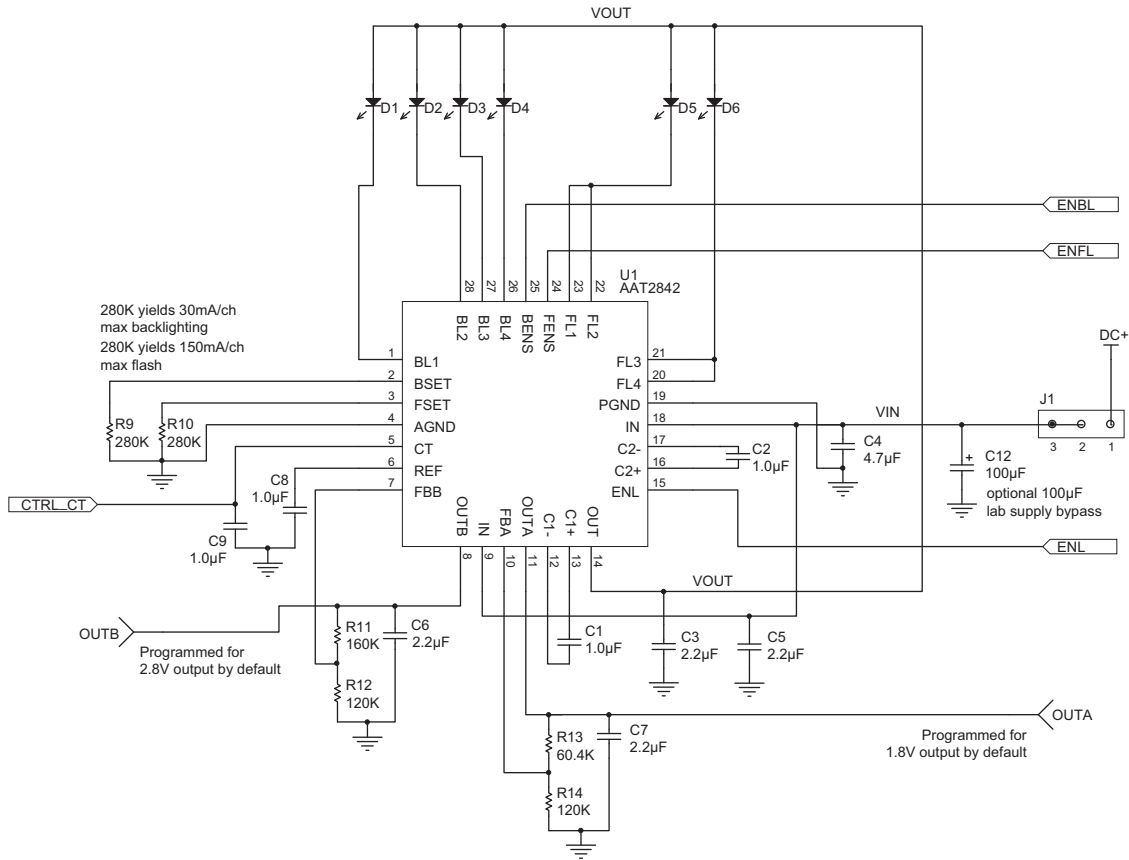 VOUT
D1
D2
D3
D4
D5
D6
ENBL
ENFL
U1
AAT2842
28
27
26
25
24
23
22
BL2
BL3
BL4
BENS
FENS
FL1
FL2
280K yields 30mA/ch
max backlighting
280K yields 150mA/ch
max flash
1
BL1
2
BSET
3
FSET
4
AGND
5
CT
6
REF
7
FBB
FL3
21
FL4
20
PGND
19
IN
18
C2-
17
C2+
16
ENL
15
R9
280K
R10
280K
VIN
DC+
J1
3
2
1
C4
4.7µF
C2
1.0µF
C12
+
100µF
optional 100µF
lab supply bypass
C8
1.0µF
CTRL_CT
C9
1.0µF
OUTB
IN
FBA
OUTA
C1-
C1+
OUT
8
9
10
11
12
13
14
ENL
VOUT
OUTB
Programmed for
2.8V output by default
R11
160K
C6
2.2µF
R12
120K
C1
1.0µF
C3
2.2µF
C5
2.2µF
OUTA
Programmed for
1.8V output by default
R13
60.4K
C7
2.2µF
R14
120K